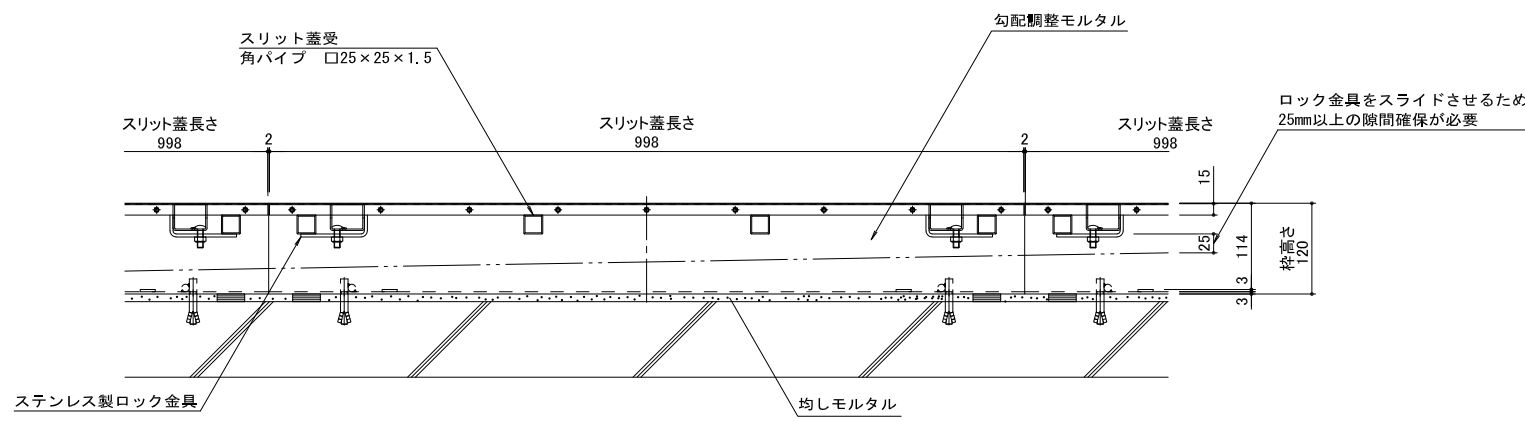 勾配調整モルタル
スリット蓋受
角パイプ　□25×25×1.5
ロック金具をスライドさせるため
25mm以上の隙間確保が必要
スリット蓋長さ
998
2
スリット蓋長さ
998
2
スリット蓋長さ
998
15
25
114
3
3
枠高さ
120
ステンレス製ロック金具
均しモルタル